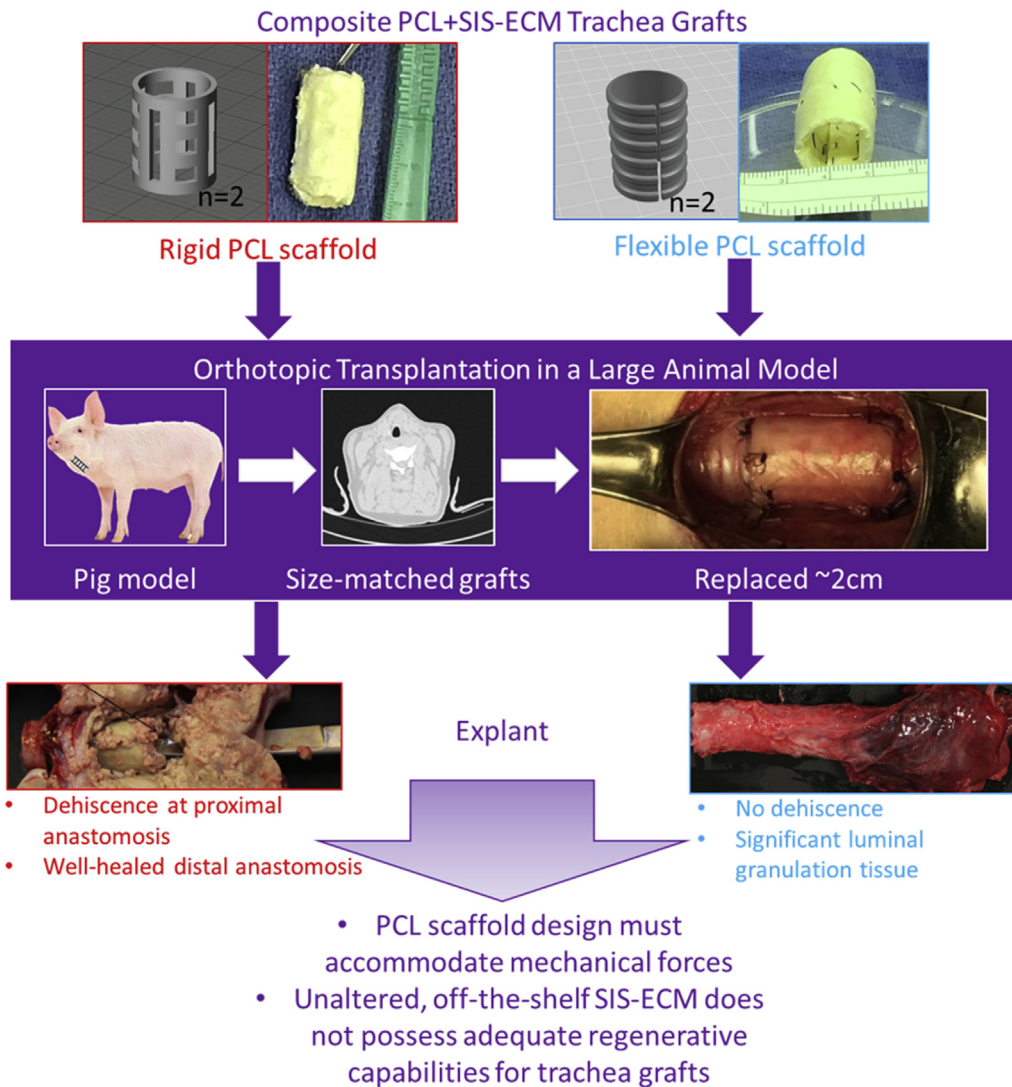 Composite PCL+SIS-ECM Trachea Grafts
n=2
n=2
Rigid PCL scaffold
Flexible PCL scaffold
Orthotopic Transplantation in a Large Animal Model
Pig model
Size-matched grafts
Replaced ~2cm
Explant
• Dehiscence at proximal
anastomosis
• Well-healed distal anastomosis
• No dehiscence
• Significant luminal
granulation tissue
• PCL scaffold design must
accommodate mechanical forces
• Unaltered, off-the-shelf SIS-ECM does
not possess adequate regenerative
capabilities for trachea grafts